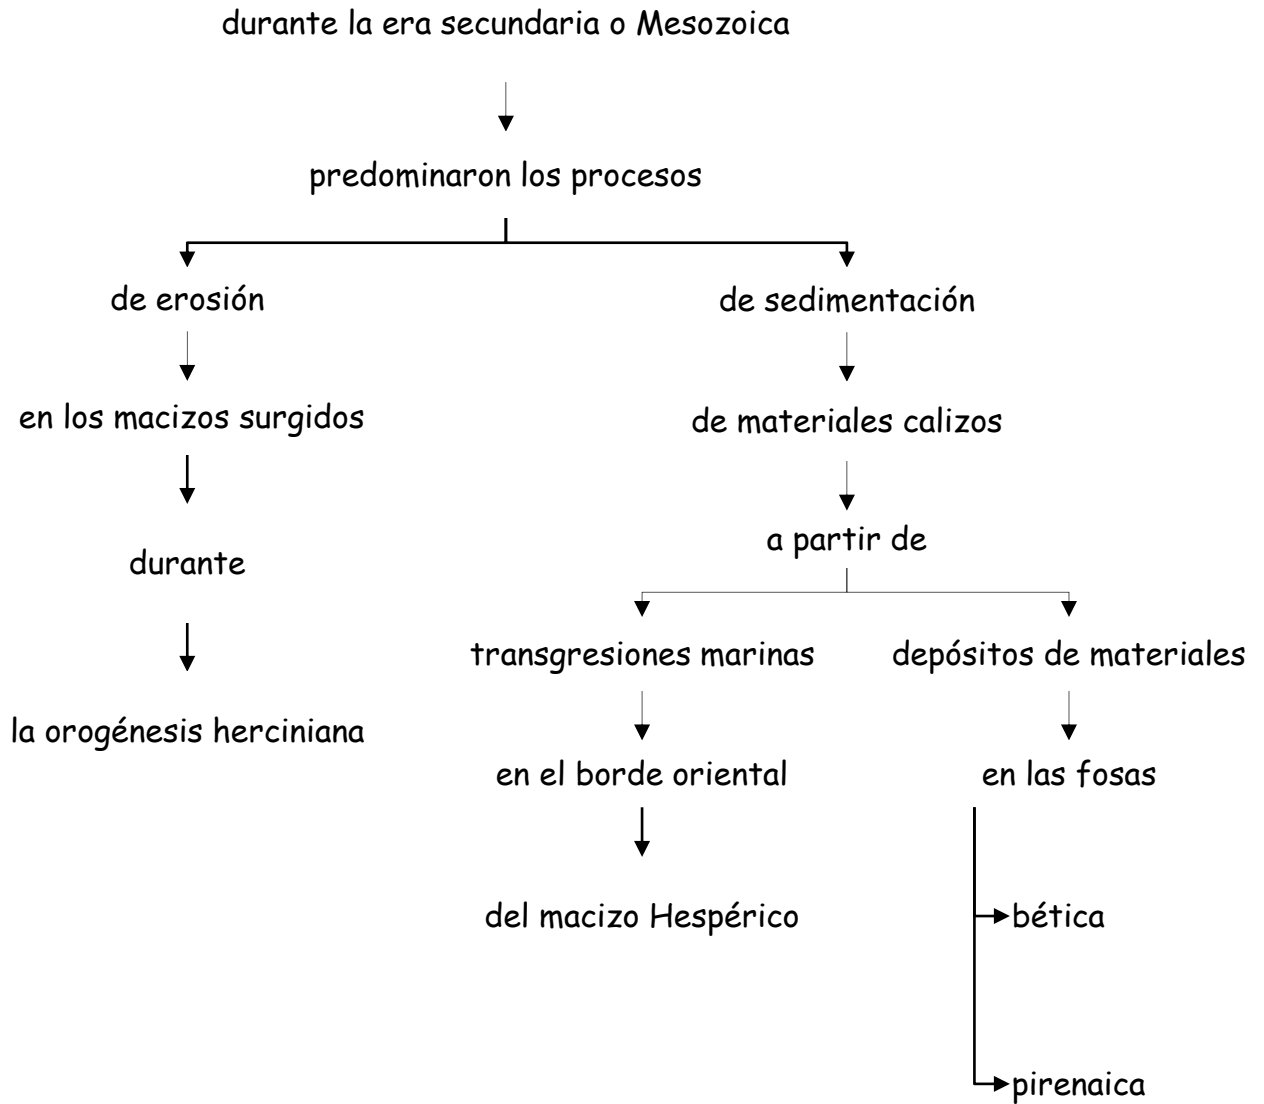 durante la era secundaria o Mesozoica
predominaron los procesos
de erosión
de sedimentación
en los macizos surgidos
de materiales calizos
durante
a partir de
la orogénesis herciniana
transgresiones marinas
depósitos de materiales
en el borde oriental
en las fosas
del macizo Hespérico
bética
pirenaica